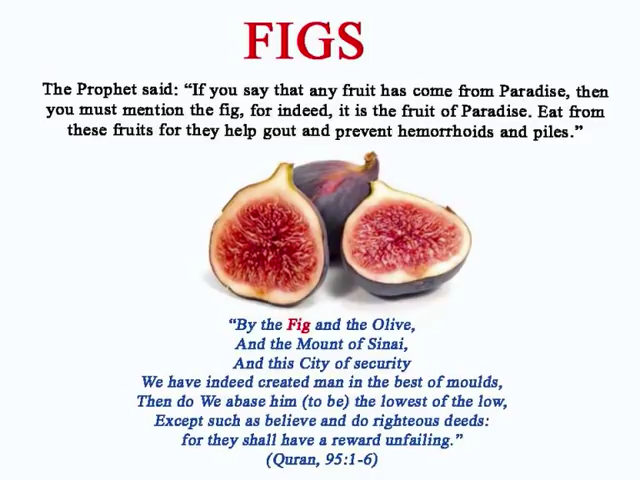 FIGS
The Prophet said: “If you say that any fruit has come from Paradise, then
you must mention the fig, for indeed, it is the fruit of Paradise. Eat from
these fruits for they help gout and prevent hemorrhoids and piles.”
“By the Fig and the Olive,
And the Mount of Sinai,
And this City of security
We have indeed created man in the best of moulds,
Then do We abase him (to be) the lowest of the low,
Except such as believe and do righteous deeds:
for they shall have a reward unfailing.”
(Quran, 95:1-6)